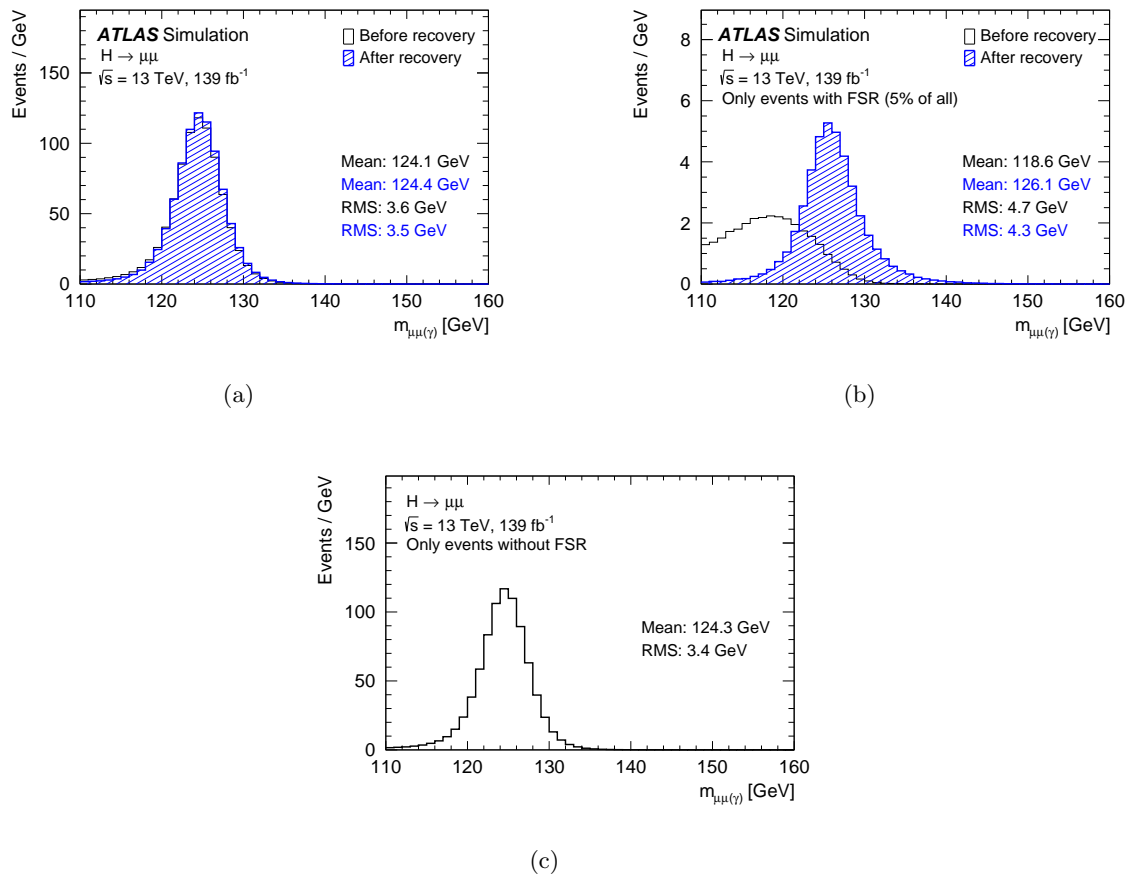 Events / GeV
ATLAS Simulation
H → μμ
√s = 13 TeV, 139 fb⁻¹
Before recovery
After recovery
Mean: 124.1 GeV
Mean: 124.4 GeV
RMS: 3.6 GeV
RMS: 3.5 GeV
150
100
50
0
110 120 130 140 150 160
m_μμ(γ) [GeV]
(a)
Events / GeV
ATLAS Simulation
H → μμ
√s = 13 TeV, 139 fb⁻¹
Only events with FSR (5% of all)
Before recovery
After recovery
Mean: 118.6 GeV
Mean: 126.1 GeV
RMS: 4.7 GeV
RMS: 4.3 GeV
8
6
4
2
0
110 120 130 140 150 160
m_μμ(γ) [GeV]
(b)
Events / GeV
H → μμ
√s = 13 TeV, 139 fb⁻¹
Only events without FSR
Mean: 124.3 GeV
RMS: 3.4 GeV
150
100
50
0
110 120 130 140 150 160
m_μμ(γ) [GeV]
(c)